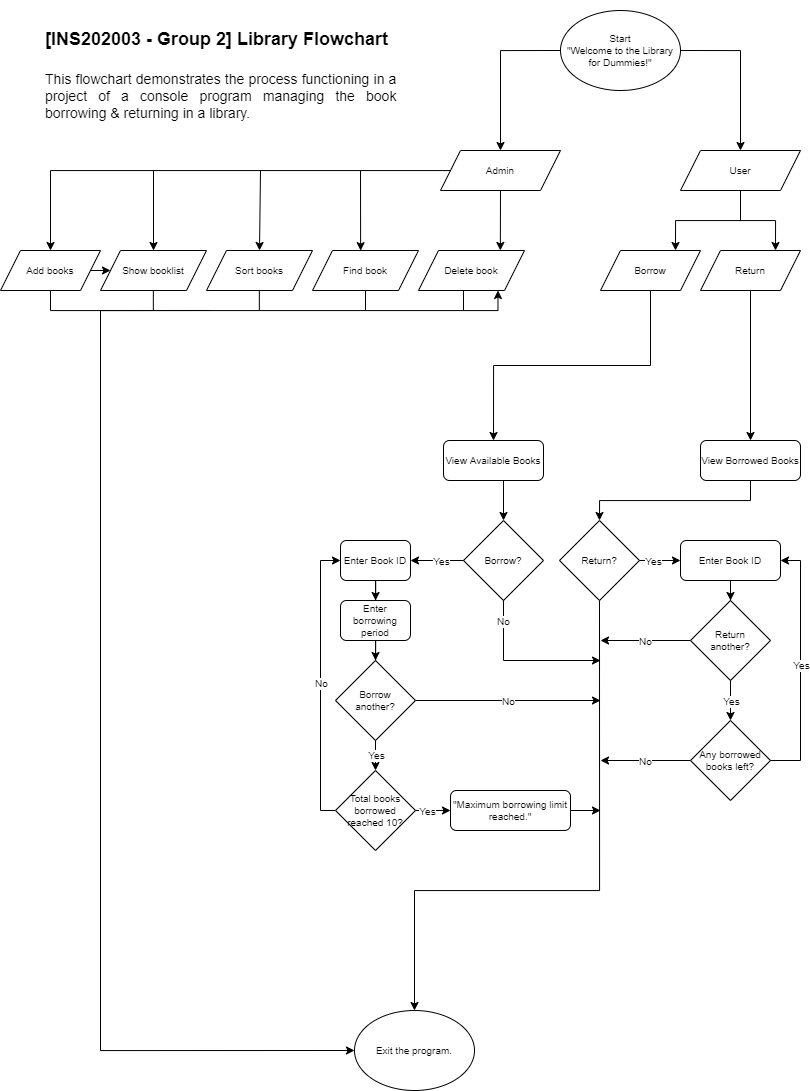 [INS202003 - Group 2] Library Flowchart
This flowchart demonstrates the process functioning in a
project of a console program managing the book
borrowing & returning in a library.
Start
"Welcome to the Library
for Dummies!"
Admin
User
Add books
Show booklist
Sort books
Find book
Delete book
Borrow
Return
View Available Books
View Borrowed Books
Enter Book ID
Yes
Borrow?
Return?
Yes
Enter Book ID
Enter
borrowing
period
No
No
Return
another?
Yes
No
Borrow
another?
No
Yes
Yes
No
Any borrowed
books left?
Total books
borrowed
reached 10?
Yes
"Maximum borrowing limit
reached."
Exit the program.